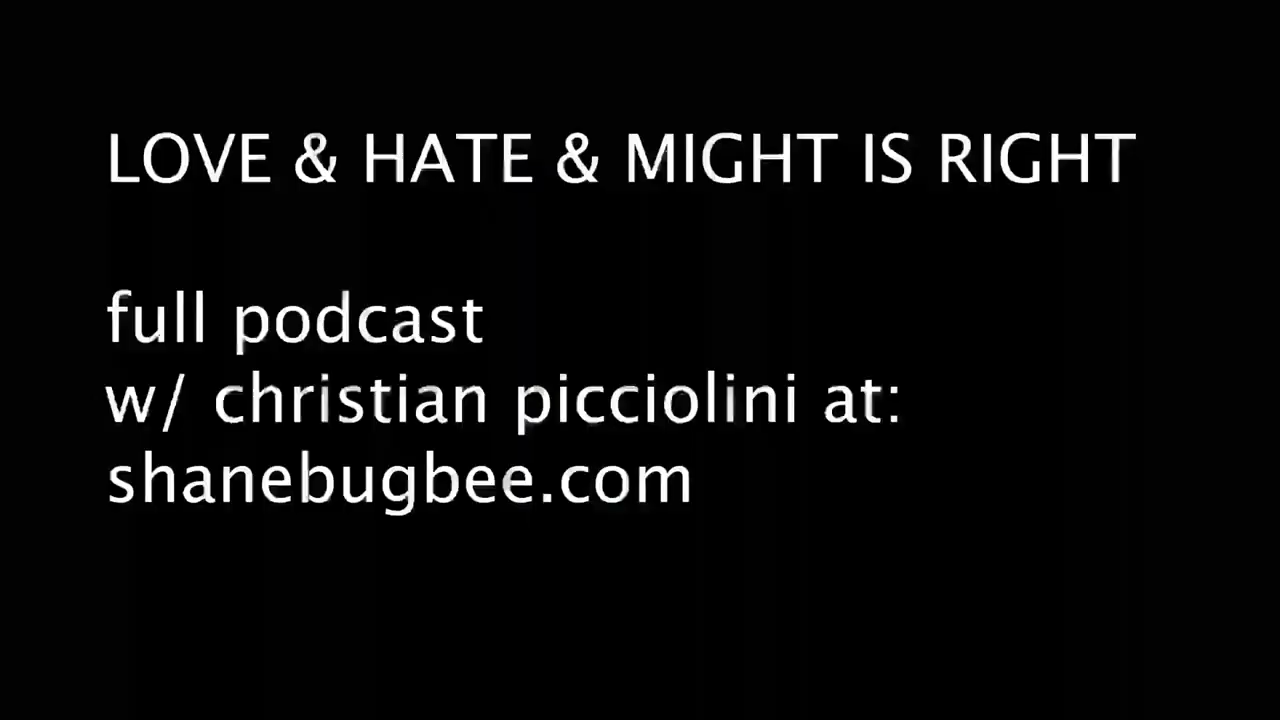 LOVE & HATE & MIGHT IS RIGHT
full podcast
w/ christian picciolini at:
shanebugbee.com